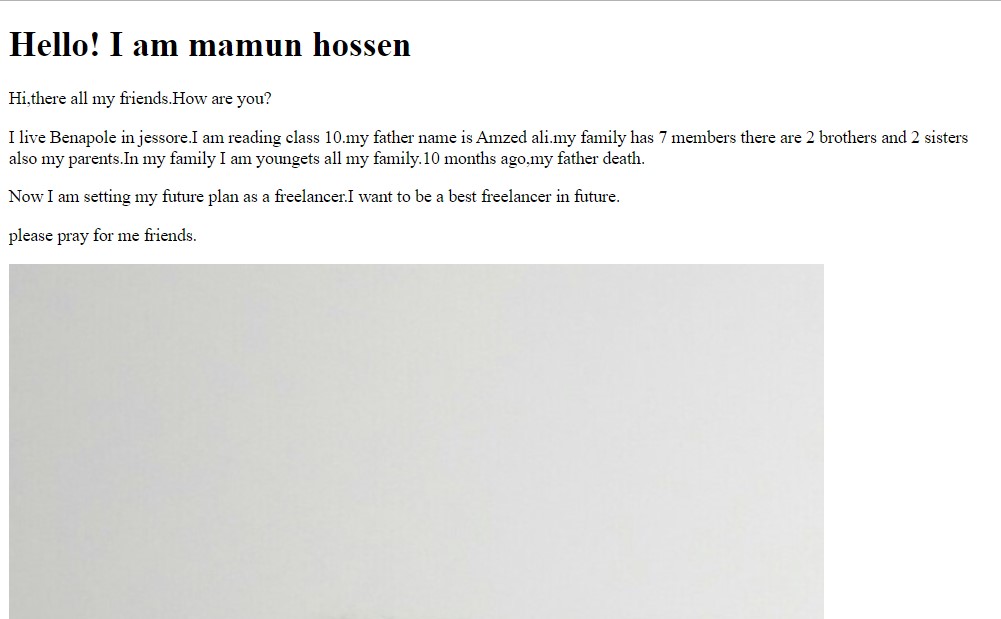 Hello! I am mamun hossen
Hi,there all my friends.How are you?
I live Benapole in jessore.I am reading class 10.my father name is Amzed ali.my family has 7 members there are 2 brothers and 2 sisters
also my parents.In my family I am youngets all my family.10 months ago,my father death.
Now I am setting my future plan as a freelancer.I want to be a best freelancer in future.
please pray for me friends.